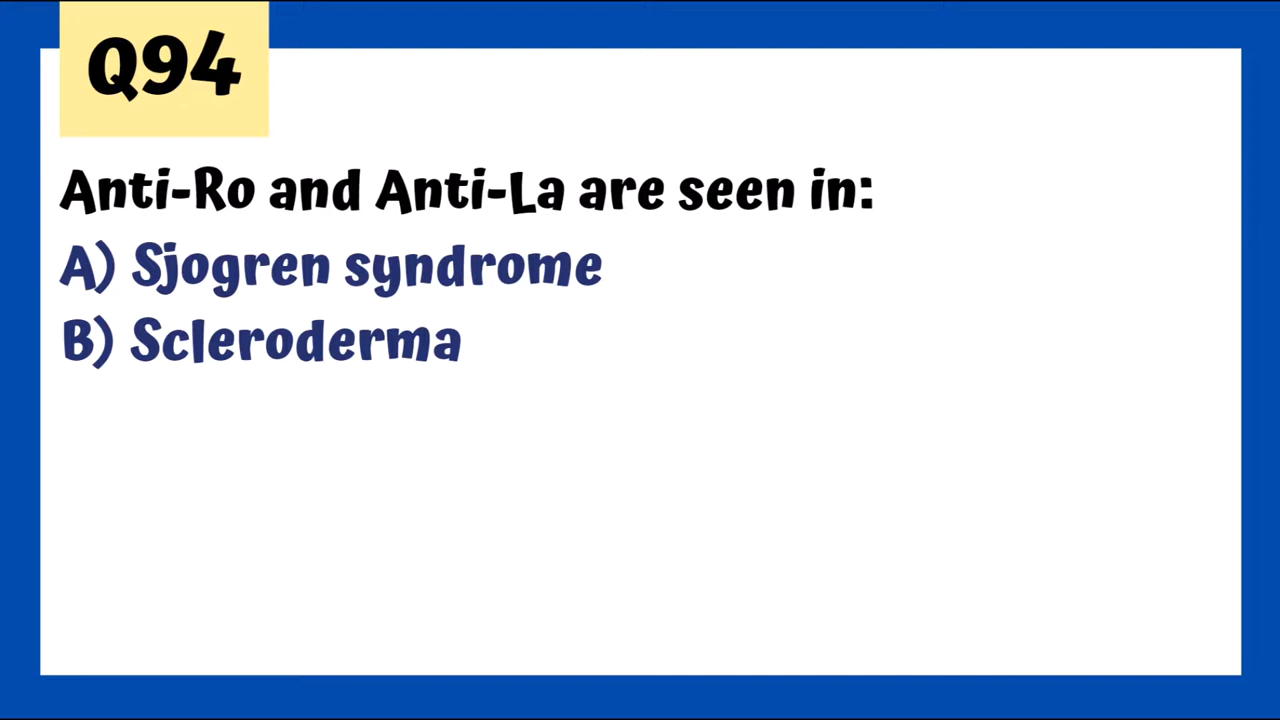 Q94
Anti-Ro and Anti-La are seen in:
A) Sjogren syndrome
B) Scleroderma